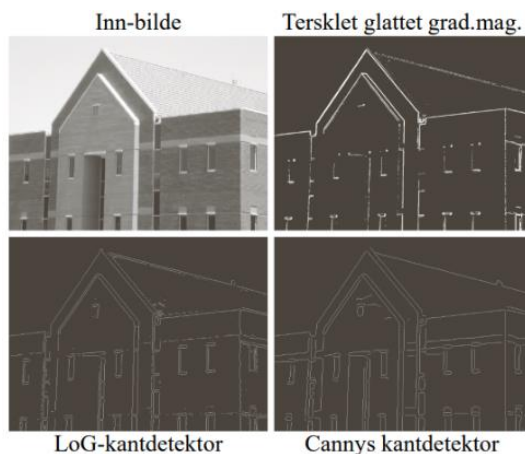 Inn-bilde
Tersklet glattet grad.mag.
LoG-kantdetektor
Cannys kantdetektor